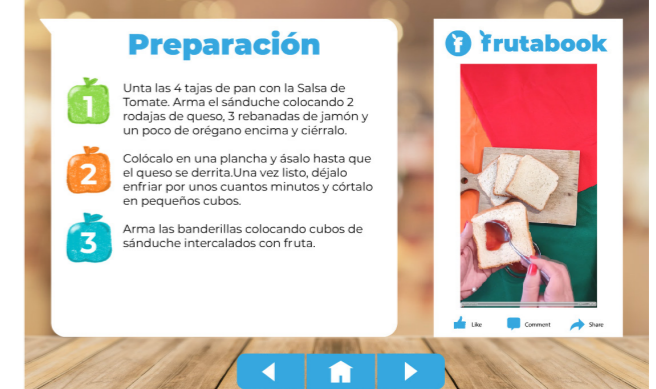 Preparación
1
Unta las 4 tajas de pan con la Salsa de
Tomate. Arma el sánduche colocando 2
rodajas de queso, 3 rebanadas de jamón y
un poco de orégano encima y ciérralo.
2
Colócalo en una plancha y ásalo hasta que
el queso se derrita.Una vez listo, déjalo
enfriar por unos cuantos minutos y córtalo
en pequeños cubos.
3
Arma las banderillas colocando cubos de
sánduche intercalados con fruta.
f frutabook
Like Comment Share